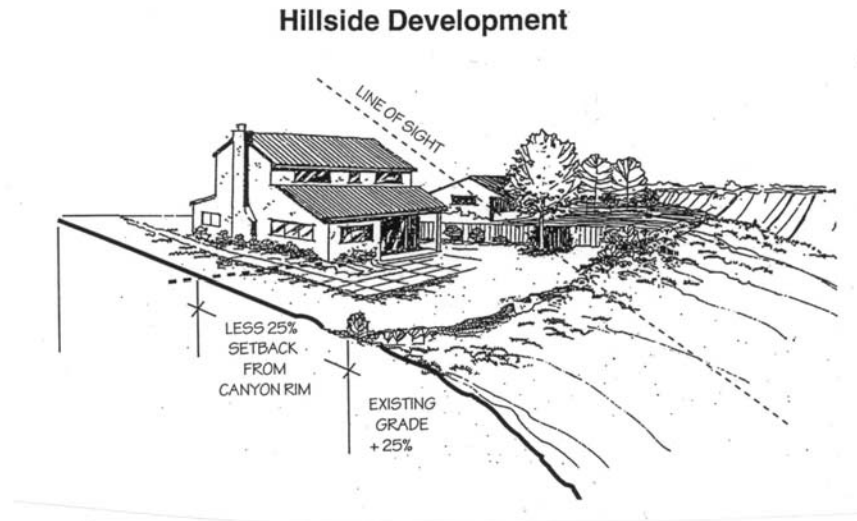 Hillside Development
LINE OF SIGHT
LESS 25%
SETBACK
FROM
CANYON RIM
EXISTING
GRADE
+ 25%